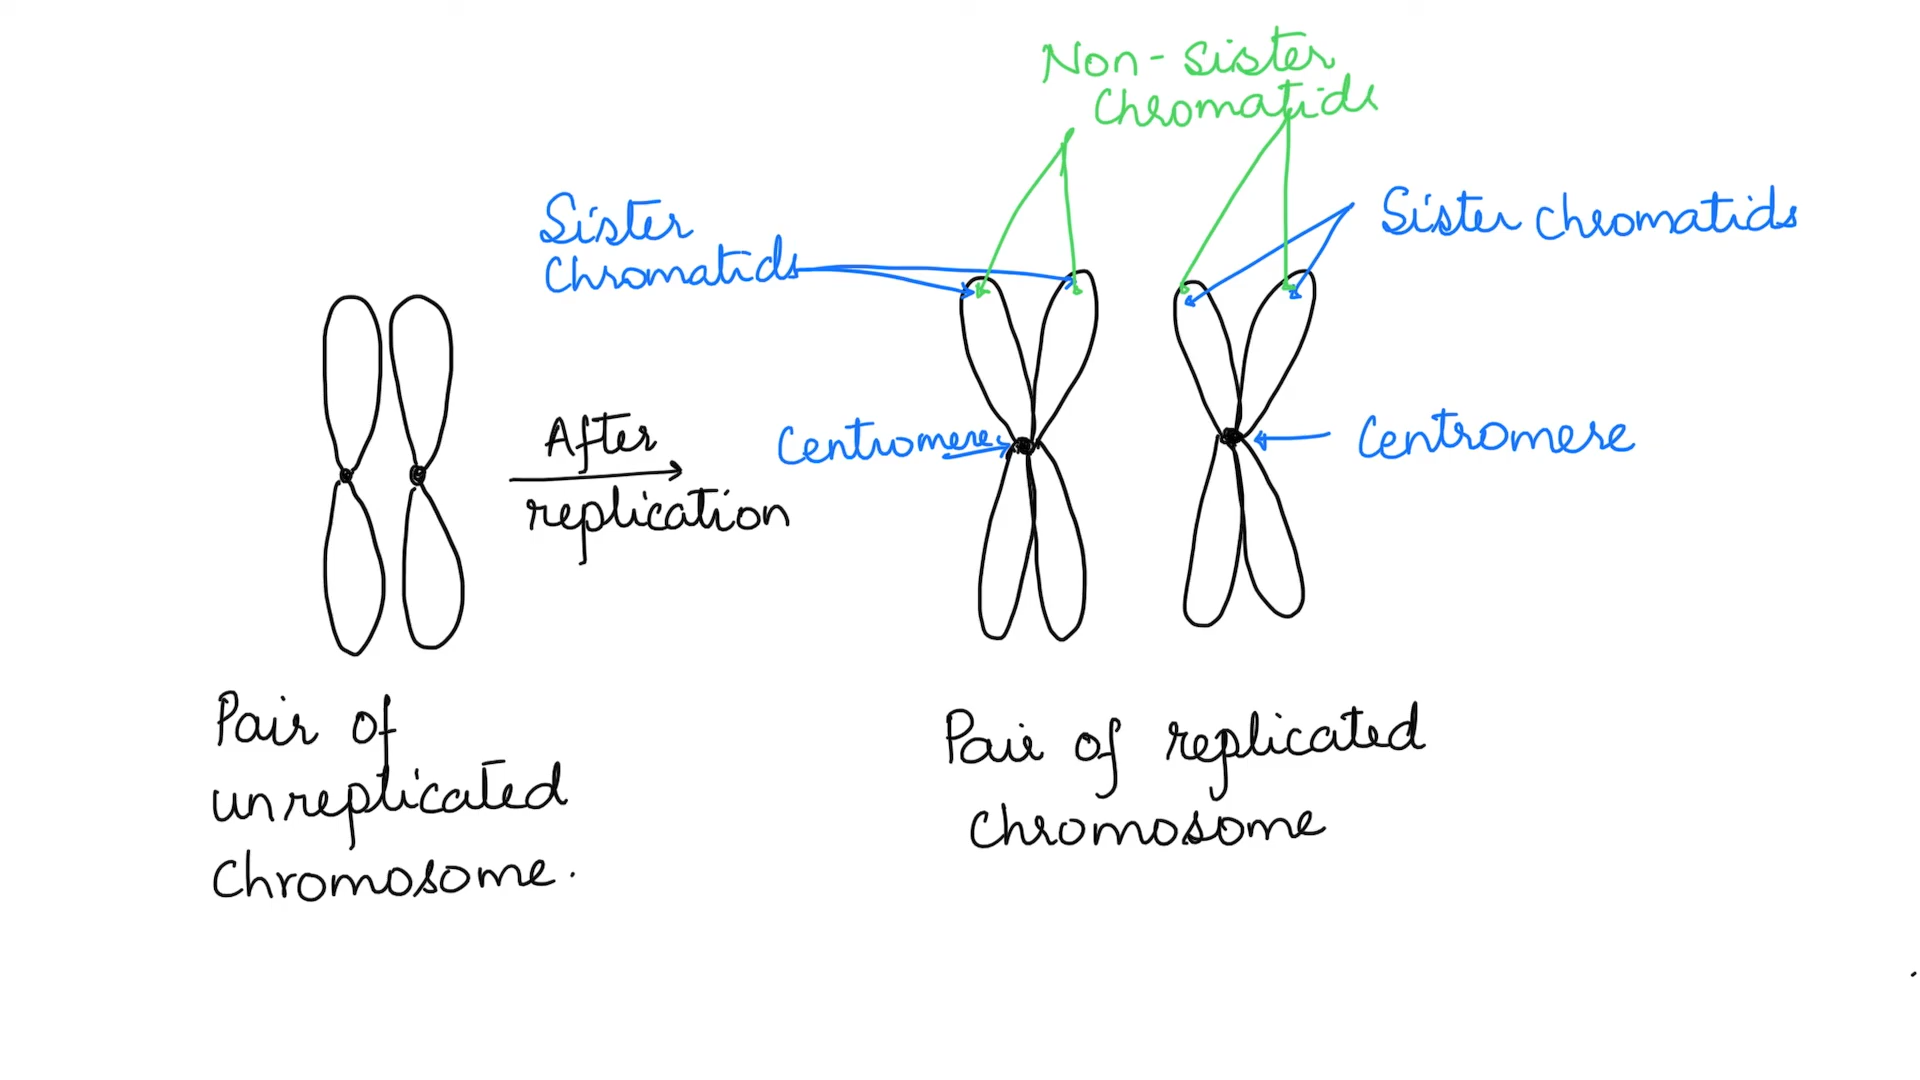 Non-sister
Chromatids
Sister
Chromatids
Sister chromatids
After
replication
Centromere
Centromere
Pair of
unreplicated
Chromosome.
Pair of replicated
chromosome